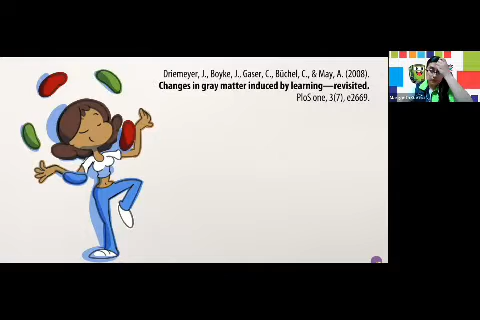 Driemeyer, J., Boyke, J., Gaser, C., Büchel, C., & May, A. (2008).
Changes in gray matter induced by learning—revisited.
PloS one, 3(7), e2669.